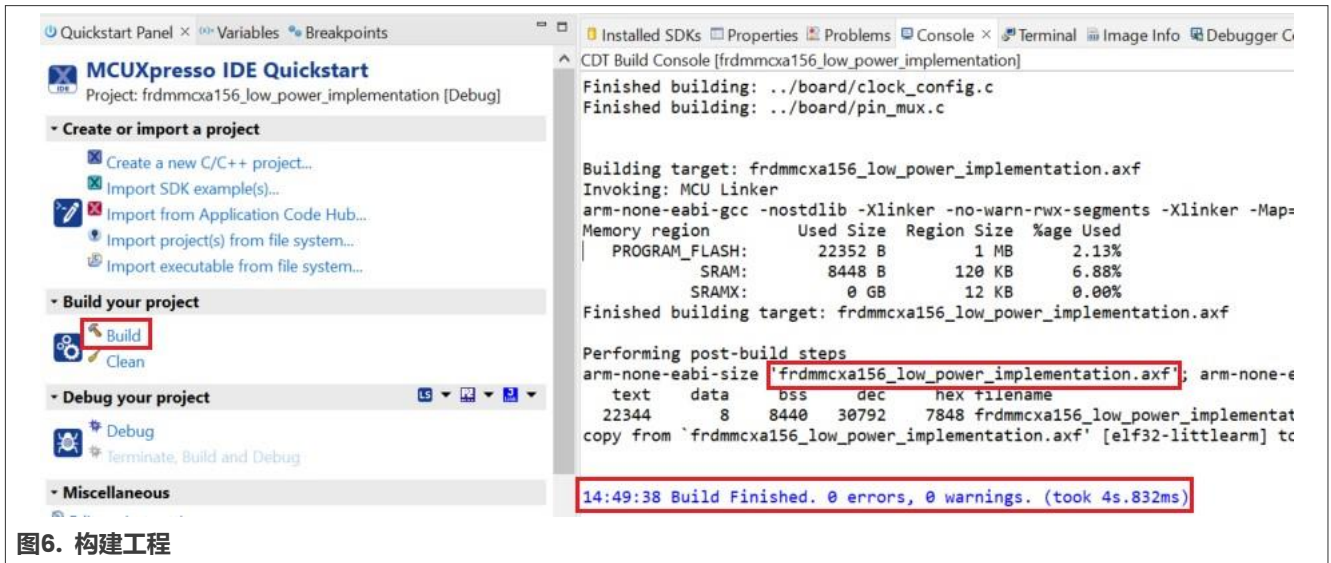 Quickstart Panel × (x)= Variables Breakpoints
MCUXpresso IDE Quickstart
IDE
Project: frdmmcxa156_low_power_implementation [Debug]
Create or import a project
Create a new C/C++ project...
Import SDK example(s)...
Import from Application Code Hub...
Import project(s) from file system...
Import executable from file system...
Build your project
Build
Clean
Debug your project
LS
Debug
Terminate, Build and Debug
Miscellaneous
Installed SDKs Properties Problems Console × Terminal Image Info Debugger C
CDT Build Console [frdmmcxa156_low_power_implementation]
Finished building: ../board/clock_config.c
Finished building: ../board/pin_mux.c
Building target: frdmmcxa156_low_power_implementation.axf
Invoking: MCU Linker
arm-none-eabi-gcc -nostdlib -Xlinker -no-warn-rwx-segments -Xlinker -Map=
Memory region Used Size Region Size %age Used
PROGRAM_FLASH: 22352 B 1 MB 2.13%
SRAM: 8448 B 120 KB 6.88%
SRAMX: 0 GB 12 KB 0.00%
Finished building target: frdmmcxa156_low_power_implementation.axf
Performing post-build steps
arm-none-eabi-size 'frdmmcxa156_low_power_implementation.axf'; arm-none-e
text data bss dec hex filename
22344 8 8440 30792 7848 frdmmcxa156_low_power_implementat
copy from `frdmmcxa156_low_power_implementation.axf' [elf32-littlearm] to
14:49:38 Build Finished. 0 errors, 0 warnings. (took 4s.832ms)
图6. 构建工程